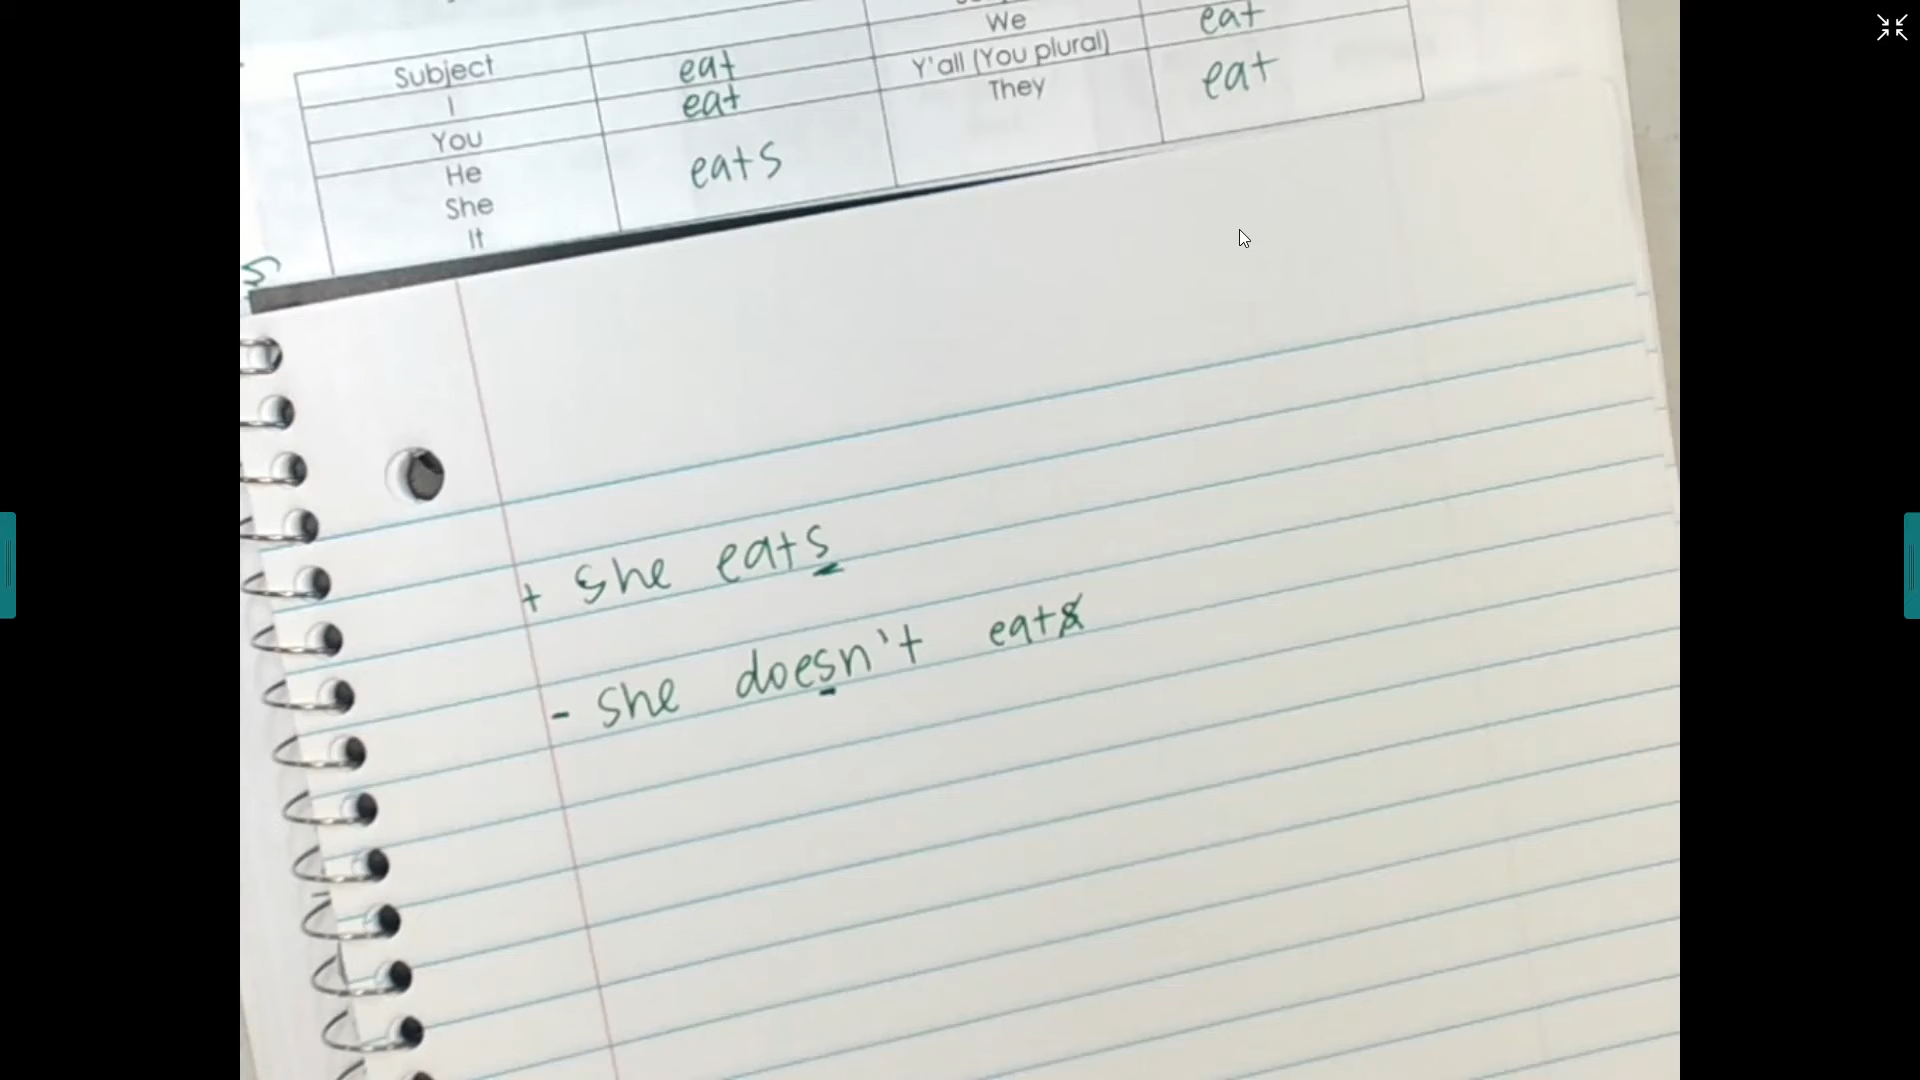 We eat
Subject eat Y'all (You plural) eat
I eat They
You
He eats
She
It
s
+ she eats
- she doesn't eats